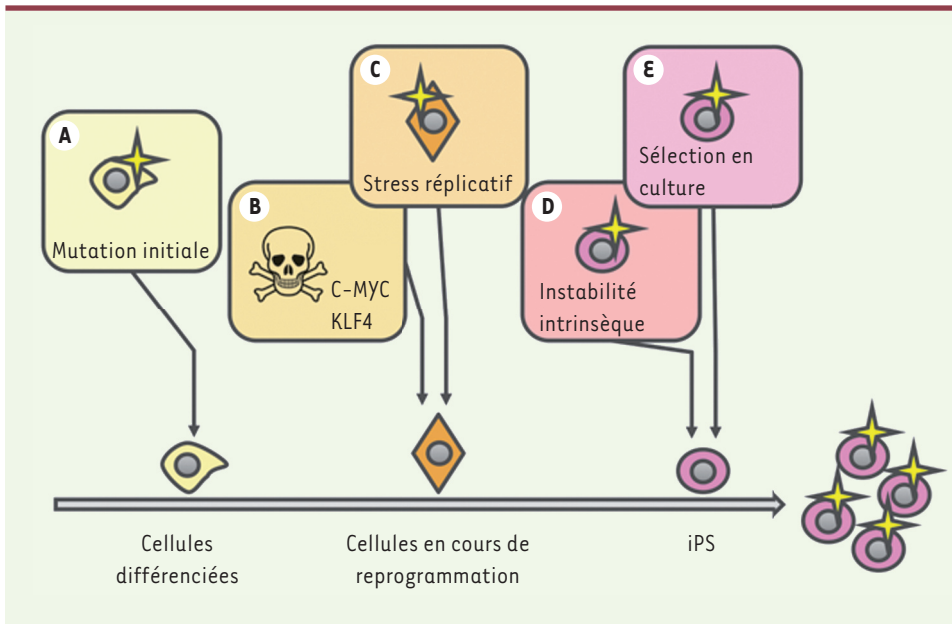 A
Mutation initiale
B
C-MYC
KLF4
C
Stress réplicatif
D
Instabilité
intrinsèque
E
Sélection en
culture
Cellules
différenciées
Cellules en cours de
reprogrammation
iPS